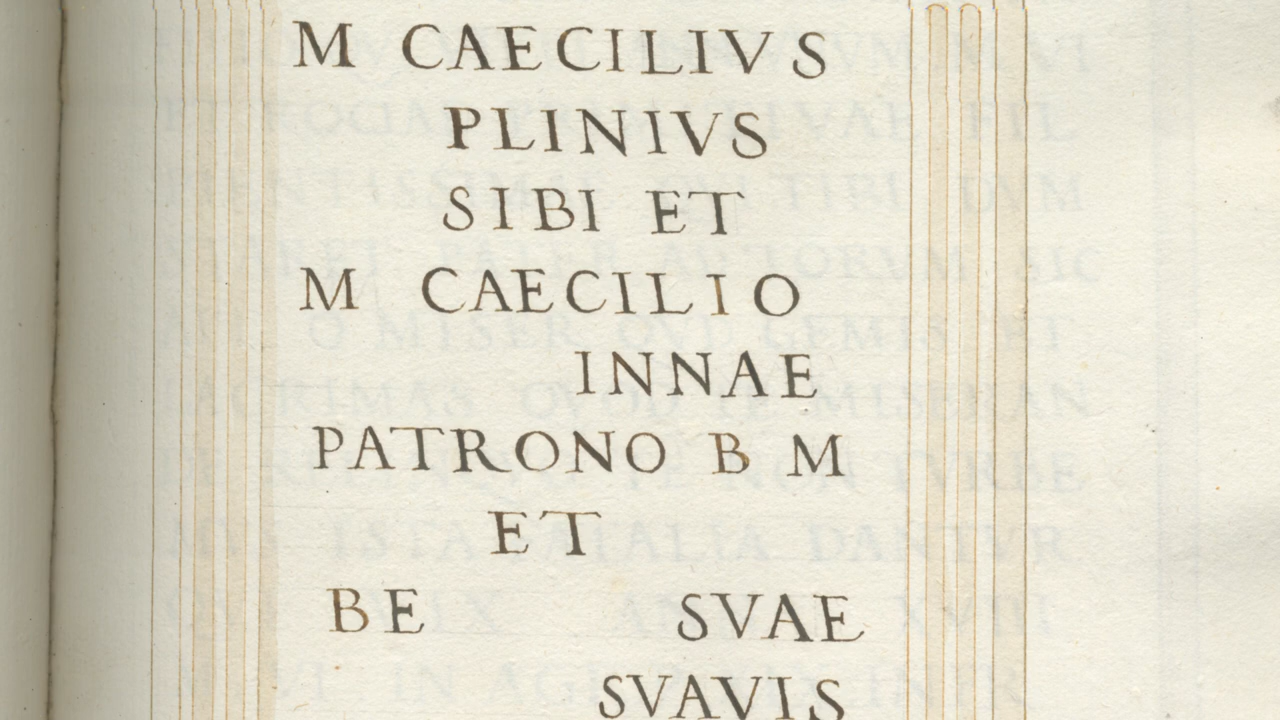 M CAECILIVS
PLINIVS
SIBI ET
M CAECILIO
INNAE
PATRONO B M
ET
BE SVAE
SVAVIS